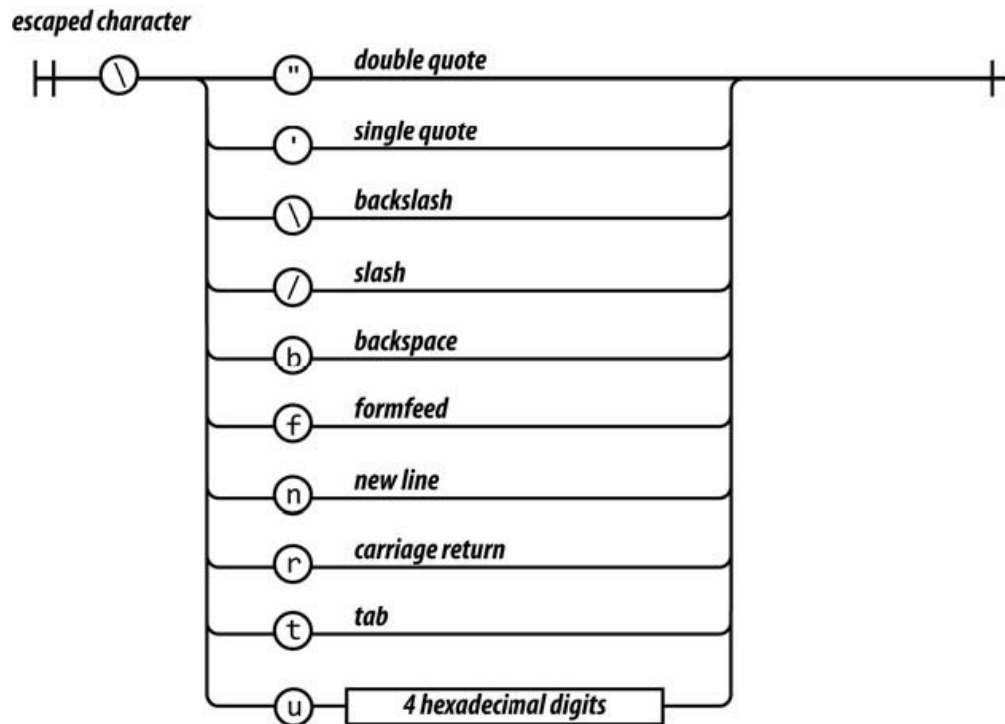 escaped character
\
" double quote
' single quote
\ backslash
/ slash
b backspace
f formfeed
n new line
r carriage return
t tab
u 4 hexadecimal digits